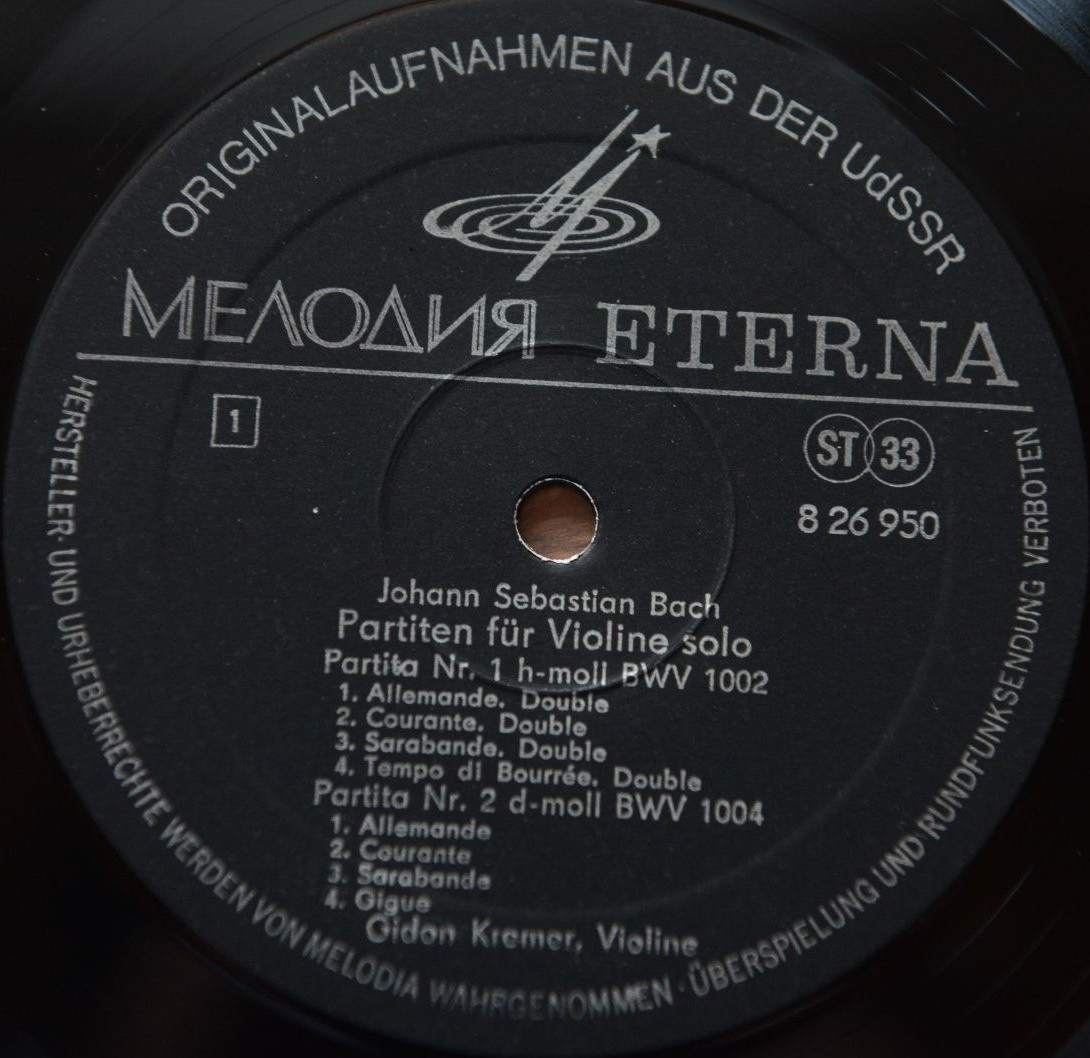 ORIGINALAUFNAHMEN AUS DER UdSSR
МЕЛОДИЯ ETERNA
1
ST 33
8 26 950
Johann Sebastian Bach
Partiten für Violine solo
Partita Nr. 1 h-moll BWV 1002
1. Allemande. Double
2. Courante. Double
3. Sarabande. Double
4. Tempo di Bourrée. Double
Partita Nr. 2 d-moll BWV 1004
1. Allemande
2. Courante
3. Sarabande
4. Gigue
Gidon Kremer, Violine
HERSTELLER- UND URHEBERRECHTE WERDEN VON MELODIA WAHRGENOMMEN · ÜBERSPIELUNG UND RUNDFUNKSENDUNG VERBOTEN